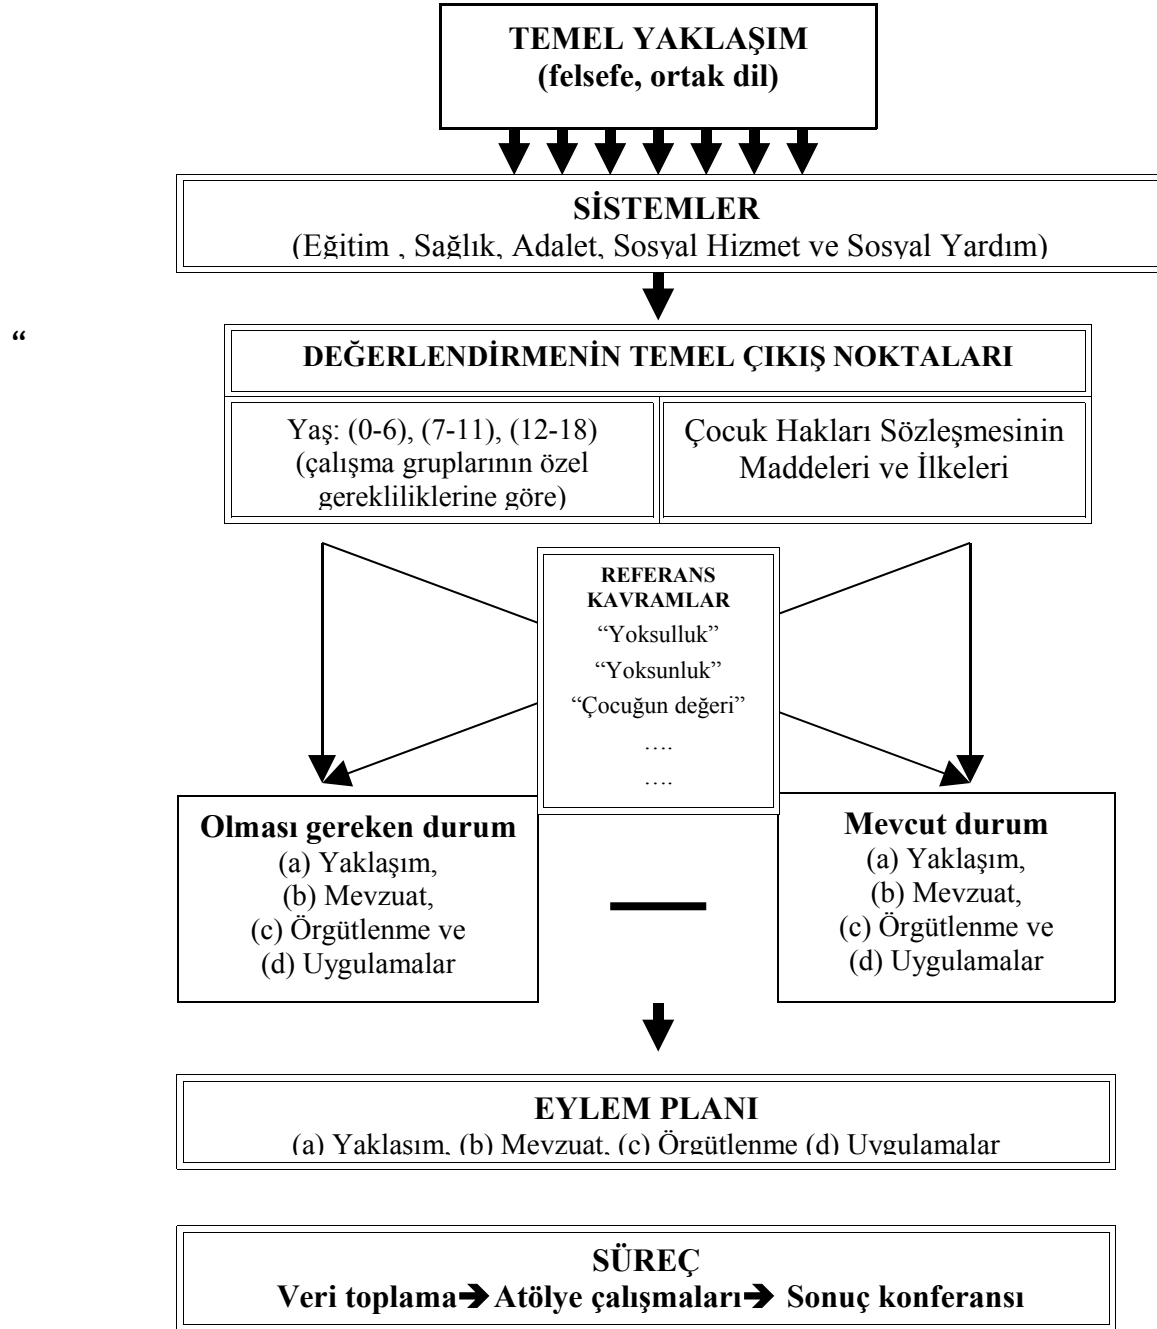 TEMEL YAKLAŞIM
(felsefe, ortak dil)
SİSTEMLER
(Eğitim , Sağlık, Adalet, Sosyal Hizmet ve Sosyal Yardım)
“
DEĞERLENDİRMENİN TEMEL ÇIKIŞ NOKTALARI
Yaş: (0-6), (7-11), (12-18)
(çalışma gruplarının özel
gerekliliklerine göre)
Çocuk Hakları Sözleşmesinin
Maddeleri ve İlkeleri
REFERANS
KAVRAMLAR
“Yoksulluk”
“Yoksunluk”
“Çocuğun değeri”
….
….
Olması gereken durum
(a) Yaklaşım,
(b) Mevzuat,
(c) Örgütlenme ve
(d) Uygulamalar
Mevcut durum
(a) Yaklaşım,
(b) Mevzuat,
(c) Örgütlenme ve
(d) Uygulamalar
EYLEM PLANI
(a) Yaklaşım, (b) Mevzuat, (c) Örgütlenme (d) Uygulamalar
SÜREÇ
Veri toplama➔ Atölye çalışmaları➔ Sonuç konferansı